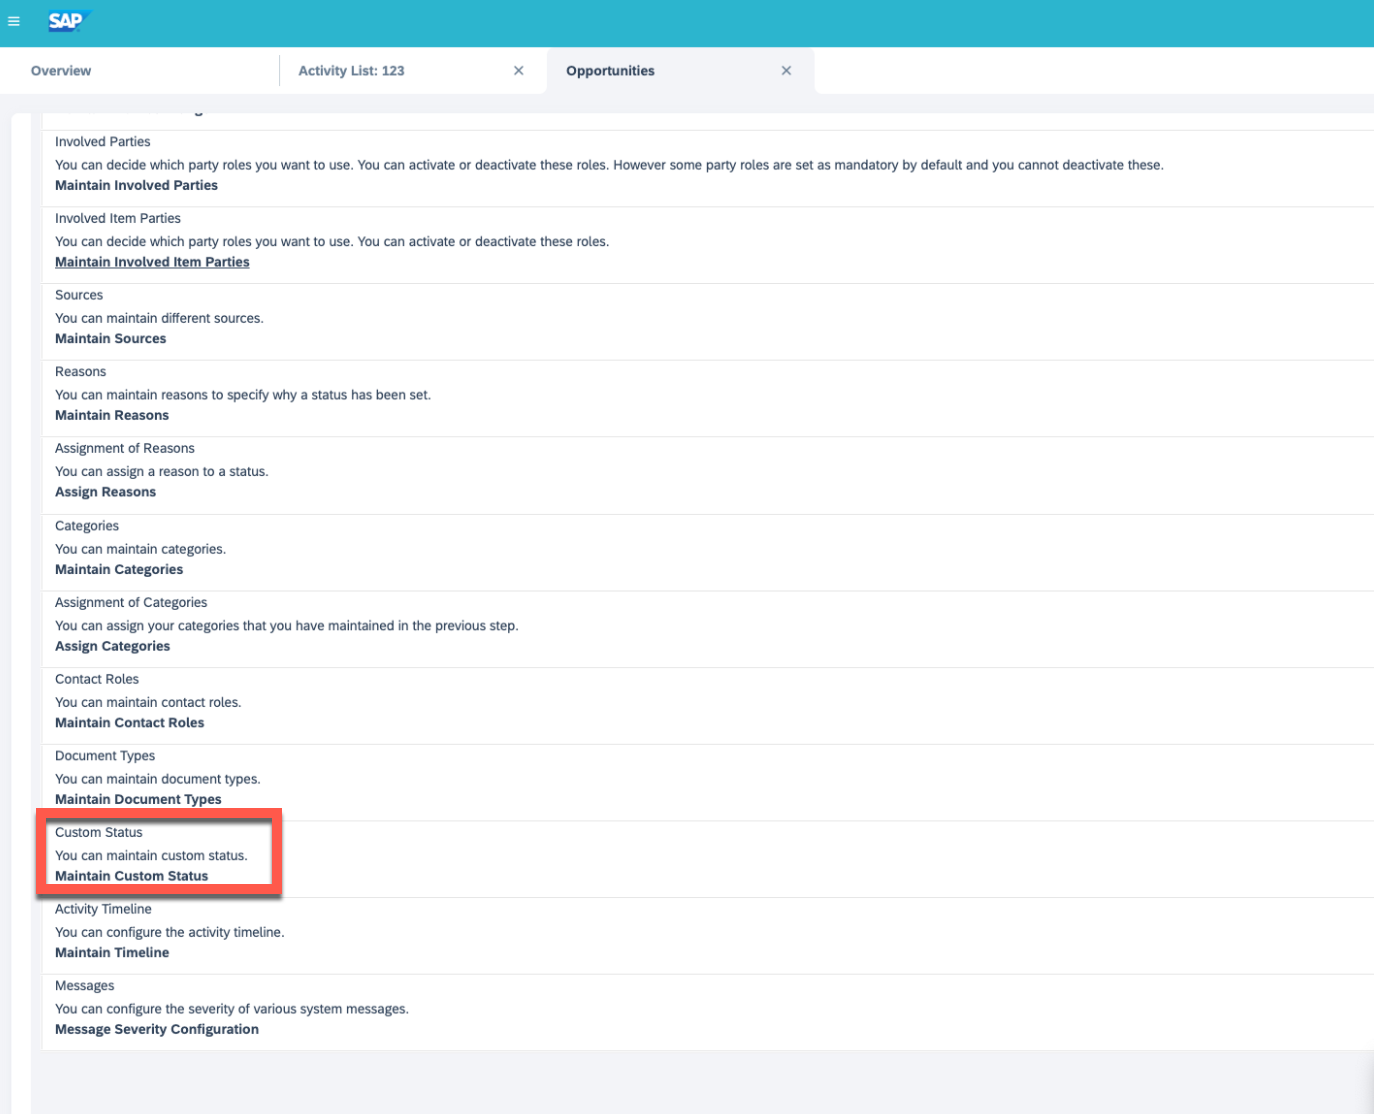 SAP
Overview
Activity List: 123
Opportunities
Involved Parties
You can decide which party roles you want to use. You can activate or deactivate these roles. However some party roles are set as mandatory by default and you cannot deactivate these.
Maintain Involved Parties
Involved Item Parties
You can decide which party roles you want to use. You can activate or deactivate these roles.
Maintain Involved Item Parties
Sources
You can maintain different sources.
Maintain Sources
Reasons
You can maintain reasons to specify why a status has been set.
Maintain Reasons
Assignment of Reasons
You can assign a reason to a status.
Assign Reasons
Categories
You can maintain categories.
Maintain Categories
Assignment of Categories
You can assign your categories that you have maintained in the previous step.
Assign Categories
Contact Roles
You can maintain contact roles.
Maintain Contact Roles
Document Types
You can maintain document types.
Maintain Document Types
Custom Status
You can maintain custom status.
Maintain Custom Status
Activity Timeline
You can configure the activity timeline.
Maintain Timeline
Messages
You can configure the severity of various system messages.
Message Severity Configuration